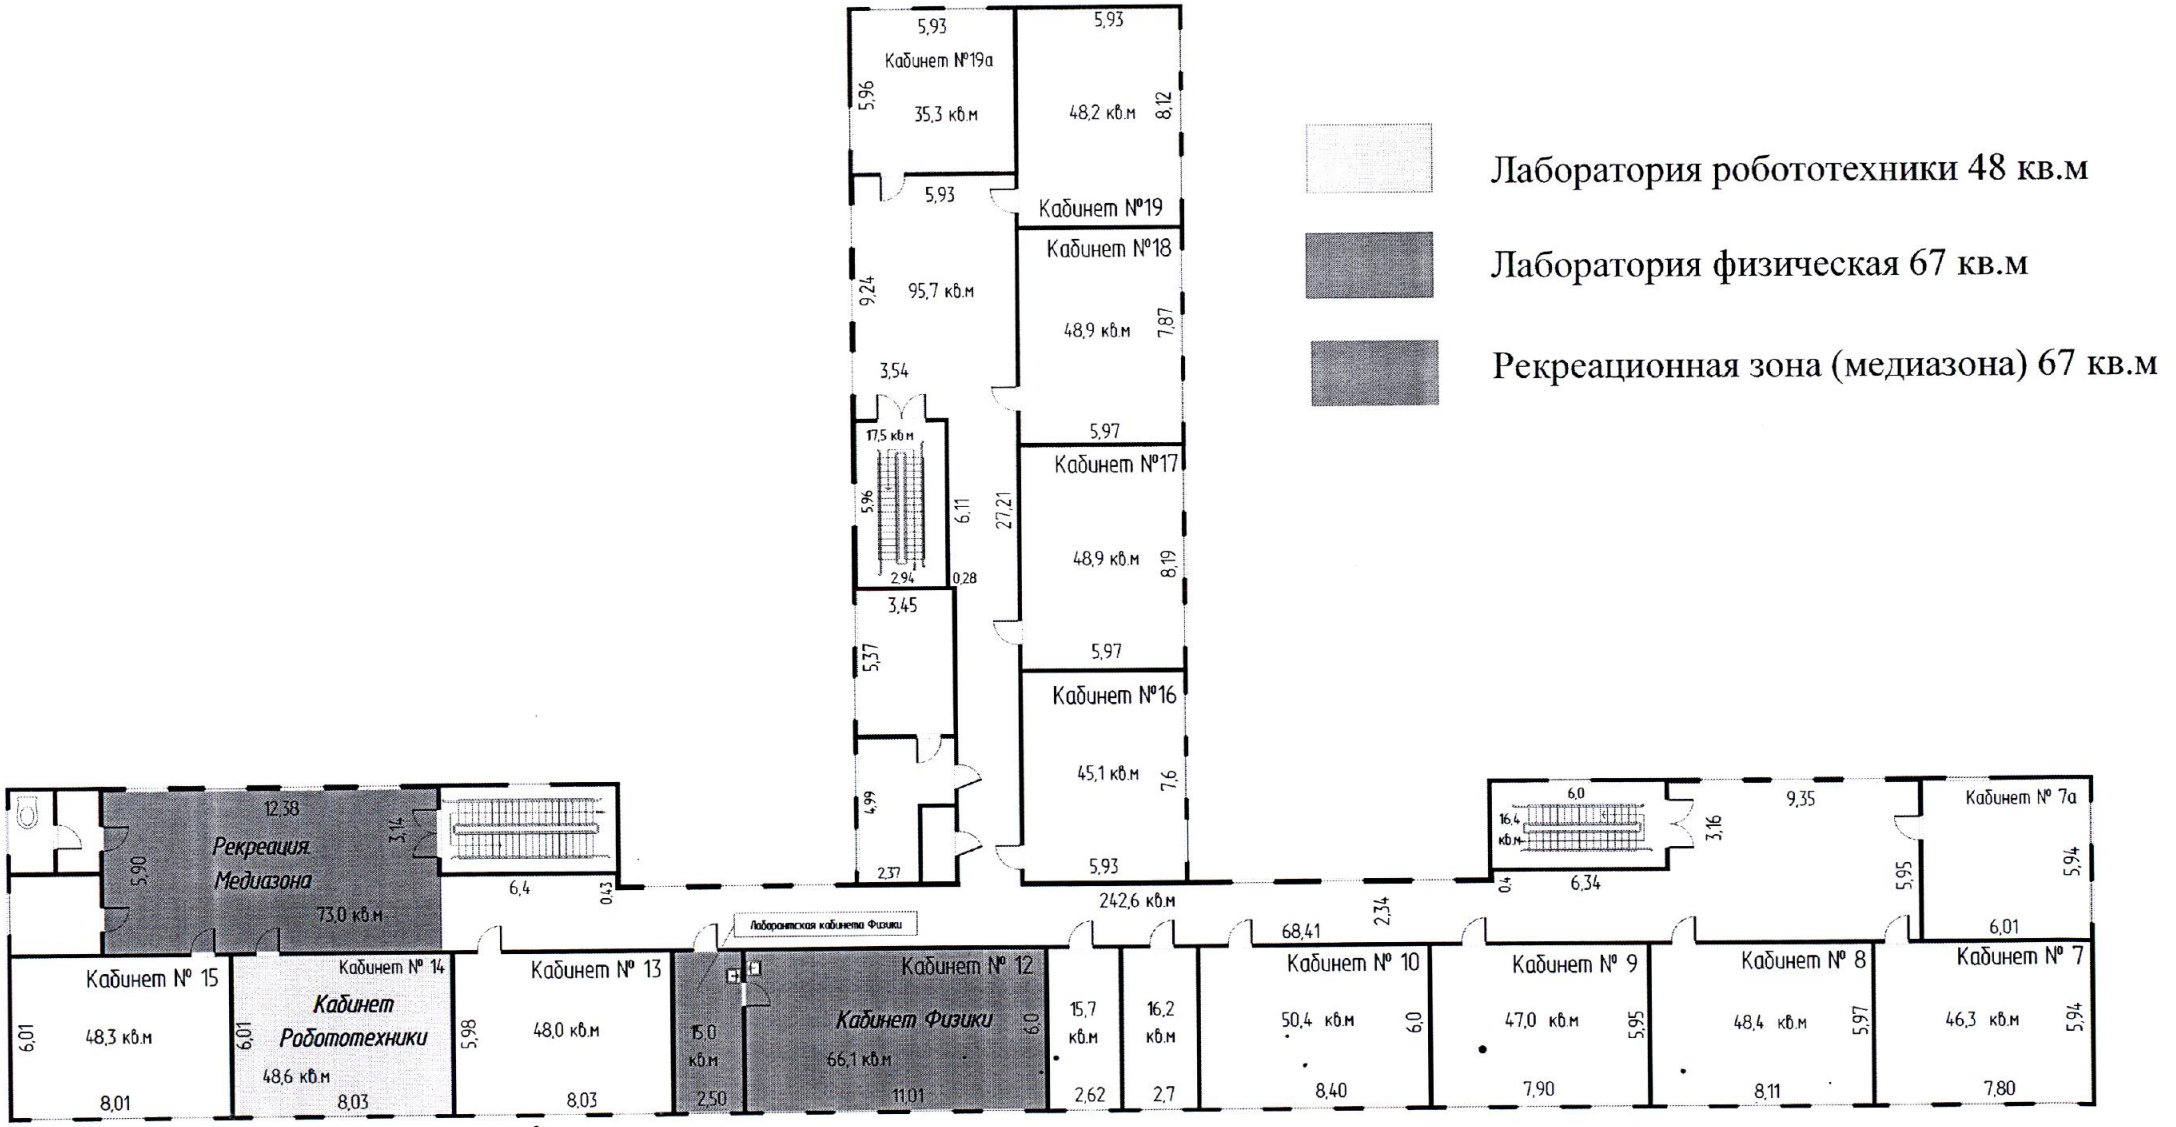 5,93
5,93
Кабинет №19а
5,96
35,3 кв.м
48,2 кв.м
8,12
Кабинет №19
5,93
Кабинет №18
9,24
95,7 кв.м
48,9 кв.м
7,87
3,54
5,97
17,5 кв.м
Кабинет №17
5,96
6,11
27,21
48,9 кв.м
8,19
2,94
0,28
3,45
5,97
5,37
Кабинет №16
45,1 кв.м
7,6
4,99
2,37
5,93
Лаборатория робототехники 48 кв.м
Лаборатория физическая 67 кв.м
Рекреационная зона (медиазона) 67 кв.м
12,38
Рекреация
Медиазона
3,14
5,90
73,0 кв.м
6,4
0,43
242,6 кв.м
68,41
2,34
6,0
16,4
кв.м
0,4
6,34
3,16
9,35
5,95
Кабинет № 7а
5,94
6,01
Лаборантская кабинета Физики
Кабинет № 15
6,01
48,3 кв.м
8,01
Кабинет № 14
Кабинет
Робототехники
6,01
48,6 кв.м
8,03
Кабинет № 13
5,98
48,0 кв.м
8,03
15,0
кв.м
2,50
Кабинет № 12
Кабинет Физики
6,0
66,1 кв.м
11,01
15,7
кв.м
2,62
16,2
кв.м
2,7
Кабинет № 10
50,4 кв.м
6,0
8,40
Кабинет № 9
47,0 кв.м
5,95
7,90
Кабинет № 8
48,4 кв.м
5,97
8,11
Кабинет № 7
46,3 кв.м
5,94
7,80